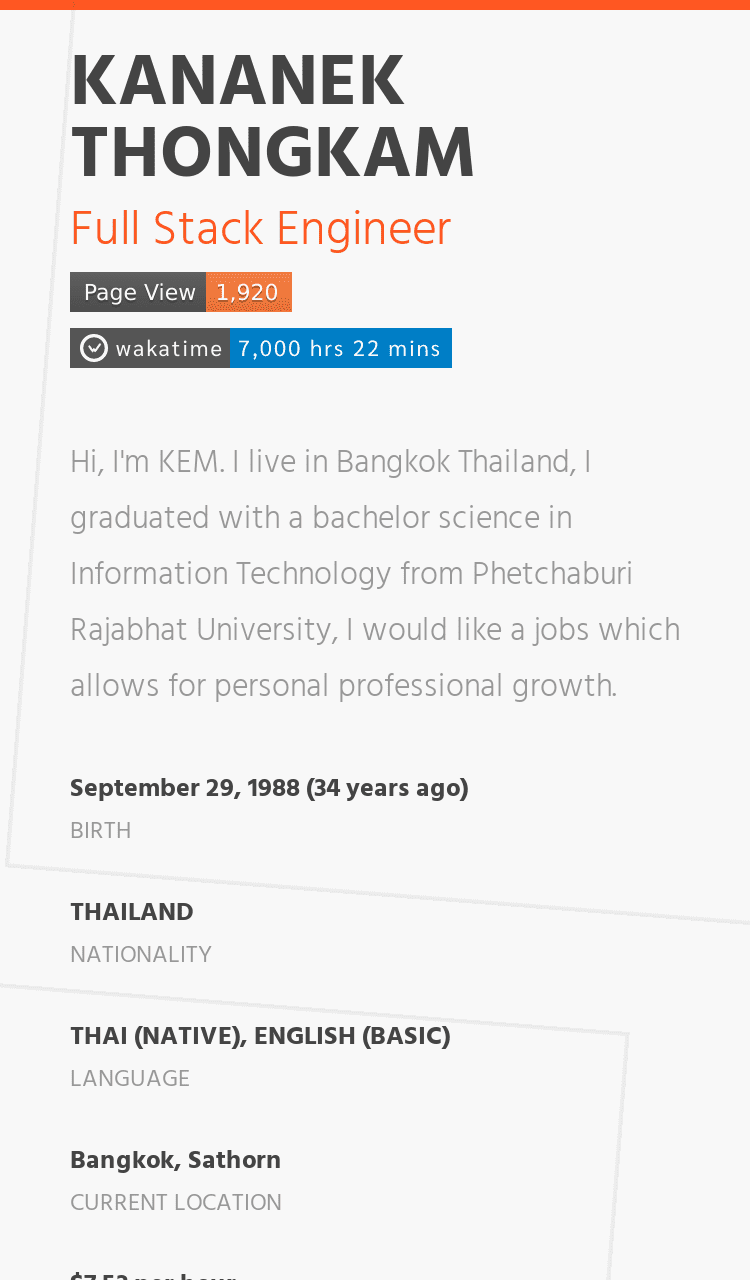 KANANEK
THONGKAM
Full Stack Engineer
Page View 1,920
wakatime 7,000 hrs 22 mins
Hi, I'm KEM. I live in Bangkok Thailand, I
graduated with a bachelor science in
Information Technology from Phetchaburi
Rajabhat University, I would like a jobs which
allows for personal professional growth.
September 29, 1988 (34 years ago)
BIRTH
THAILAND
NATIONALITY
THAI (NATIVE), ENGLISH (BASIC)
LANGUAGE
Bangkok, Sathorn
CURRENT LOCATION
per hour